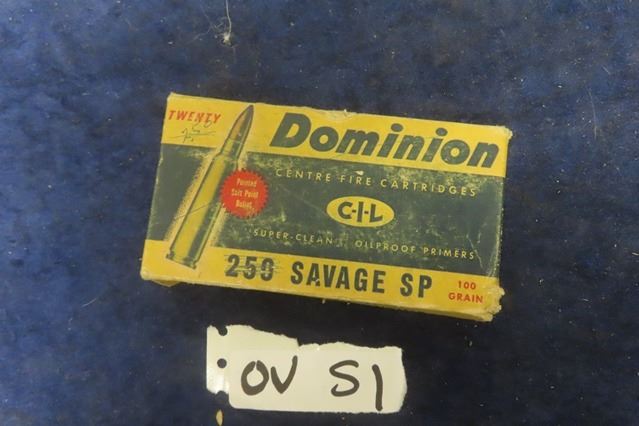 TWENTY
Dominion
CENTRE FIRE CARTRIDGES
Pointed
Soft Point
Bullet
C-I-L
SUPER-CLEAN OILPROOF PRIMERS
250 SAVAGE SP
100
GRAIN
OV S1